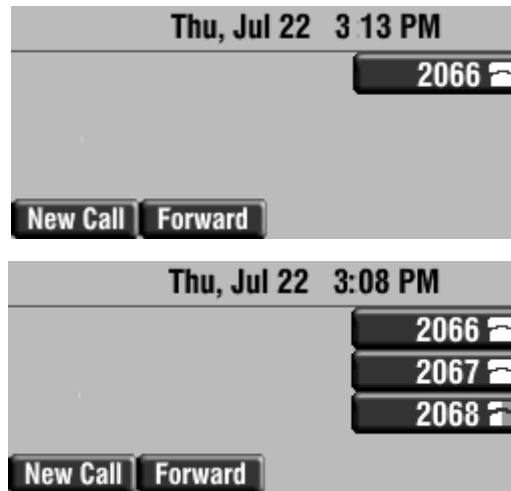 Thu, Jul 22 3:13 PM
2066
New Call Forward
Thu, Jul 22 3:08 PM
2066
2067
2068
New Call Forward